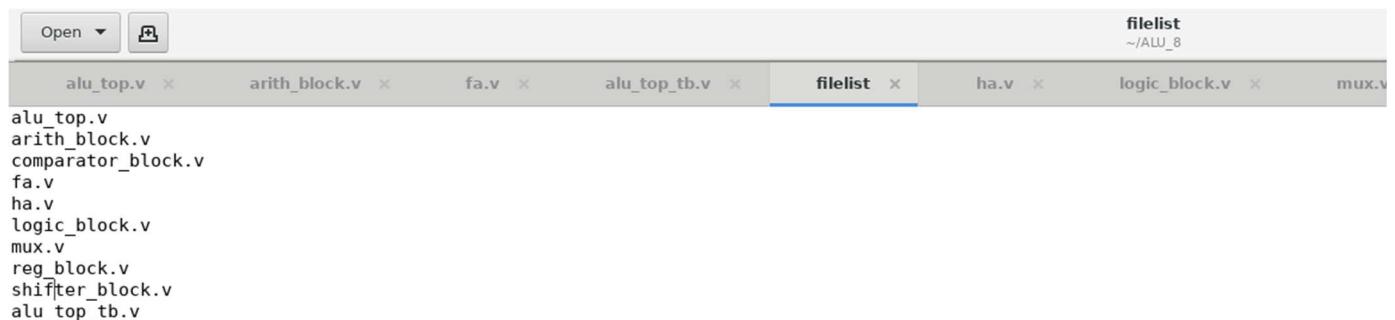 Open
filelist
~/ALU_8
alu_top.v × arith_block.v × fa.v × alu_top_tb.v × filelist × ha.v × logic_block.v × mux.v
alu_top.v
arith_block.v
comparator_block.v
fa.v
ha.v
logic_block.v
mux.v
reg_block.v
shifter_block.v
alu_top_tb.v